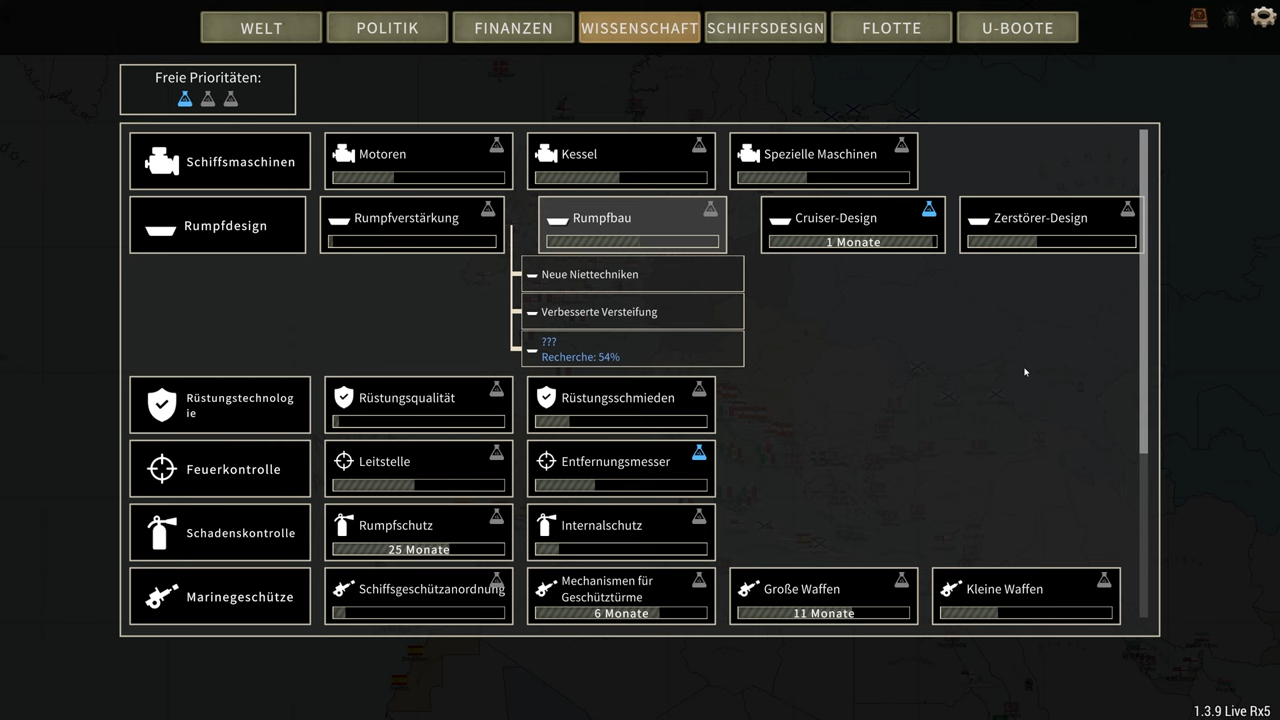 WELT
POLITIK
FINANZEN
WISSENSCHAFT
SCHIFFSDESIGN
FLOTTE
U-BOOTE
Freie Prioritäten:
Schiffsmaschinen
Motoren
Kessel
Spezielle Maschinen
Rumpfdesign
Rumpfverstärkung
Rumpfbau
Cruiser-Design
1 Monate
Zerstörer-Design
Neue Niettechniken
Verbesserte Versteifung
???
Recherche: 54%
Rüstungstechnolog
ie
Rüstungsqualität
Rüstungsschmieden
Feuerkontrolle
Leitstelle
Entfernungsmesser
Schadenskontrolle
Rumpfschutz
25 Monate
Internalschutz
Marinegeschütze
Schiffsgeschützanordnung
Mechanismen für
Geschütztürme
6 Monate
Große Waffen
11 Monate
Kleine Waffen
1.3.9 Live Rx5